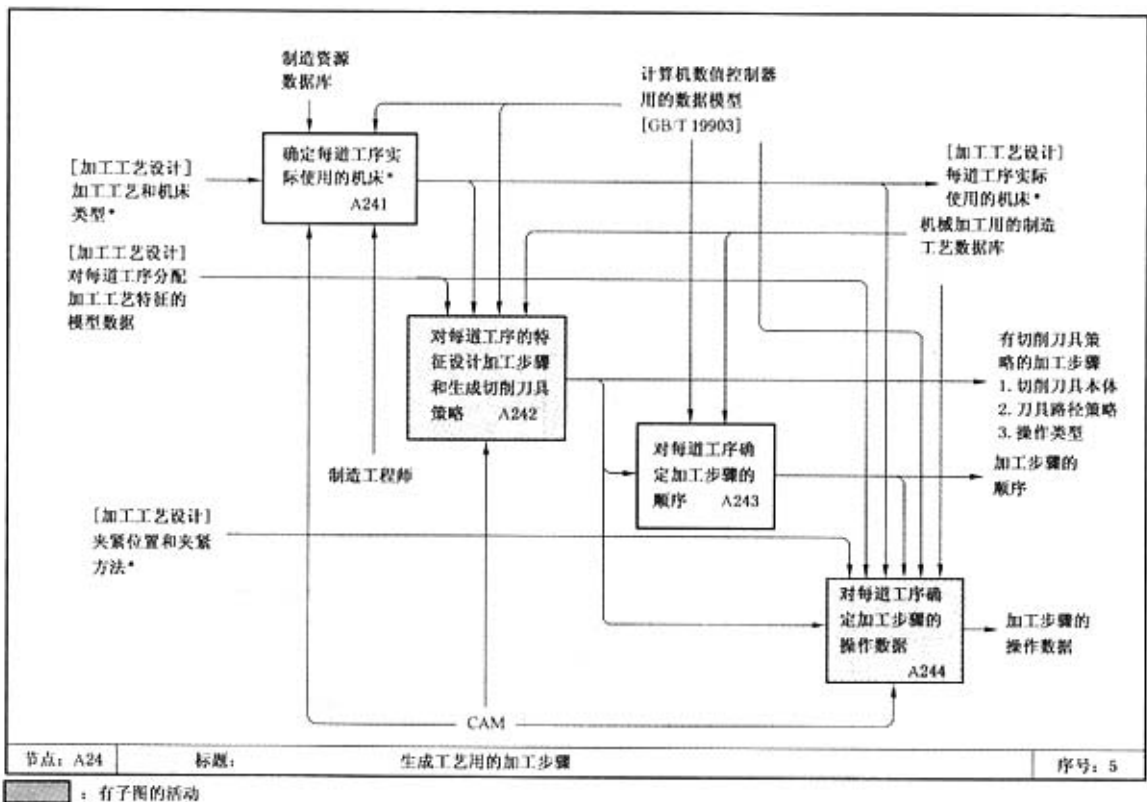 制造资源
数据库
计算机数值控制器
用的数据模型
[GB/T 19903]
确定每道工序实
际使用的机床*
A241
[加工工艺设计]
加工工艺和机床
类型*
[加工工艺设计]
每道工序实际
使用的机床*
机械加工用的制造
工艺数据库
[加工工艺设计]
对每道工序分配
加工工艺特征的
模型数据
对每道工序的特
征设计加工步骤
和生成切削刀具
策略 A242
有切削刀具策
略的加工步骤
1.切削刀具本体
2.刀具路径策略
3.操作类型
对每道工序确
定加工步骤的
顺序 A243
加工步骤的
顺序
制造工程师
[加工工艺设计]
夹紧位置和夹紧
方法*
对每道工序确
定加工步骤的
操作数据
A244
加工步骤的
操作数据
CAM
节点：A24 标题： 生成工艺用的加工步骤 序号：5
：有子图的活动